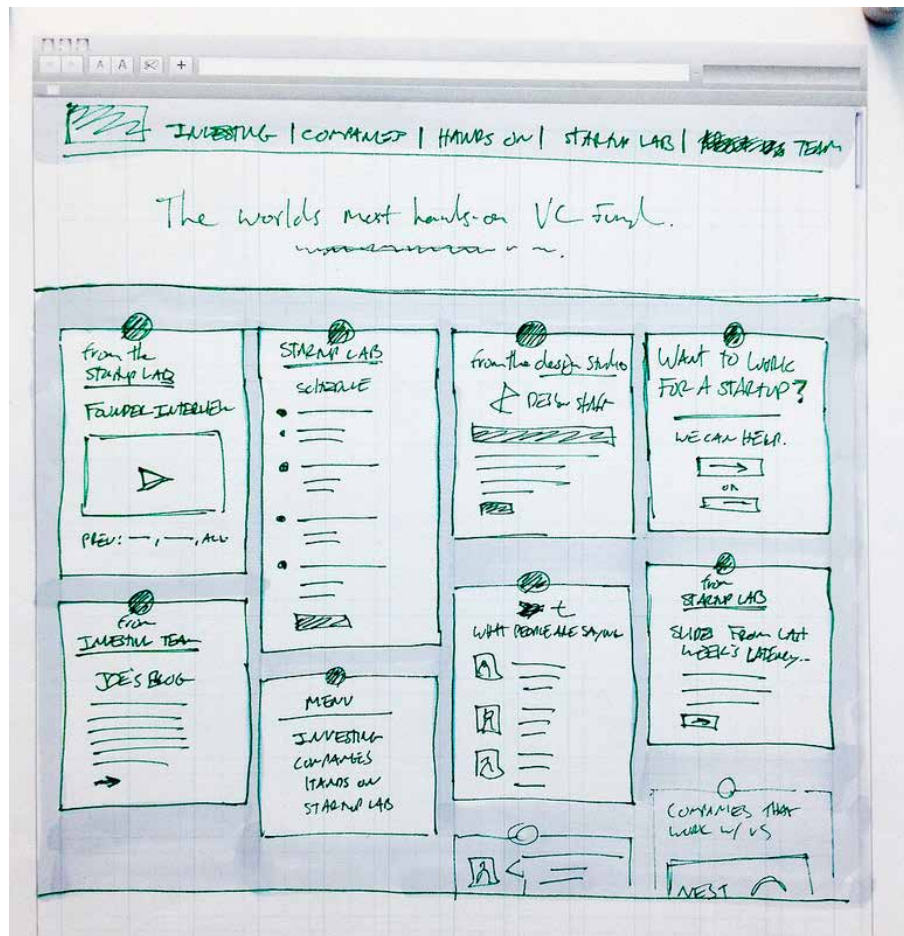 A A +
INVESTING | COMPANIES | HANDS ON | STARTUP LAB | TEAM
The worlds most hands-on VC Fund.
from the
STARTUP LAB
FOUNDER INTERVIEW
PREV: —, —, ALL
from
INVESTING TEAM
JOE'S BLOG
STARTUP LAB
SCHEDULE
MENU
INVESTING
COMPANIES
HANDS ON
STARTUP LAB
from the design studio
DESIGN STAFF
t
WHAT PEOPLE ARE SAYING
WANT TO WORK
FOR A STARTUP?
WE CAN HELP.
OR
from
STARTUP LAB
SLIDES FROM LAST
WEEK'S LATENCY...
COMPANIES THAT
WORK W/ US
NEST